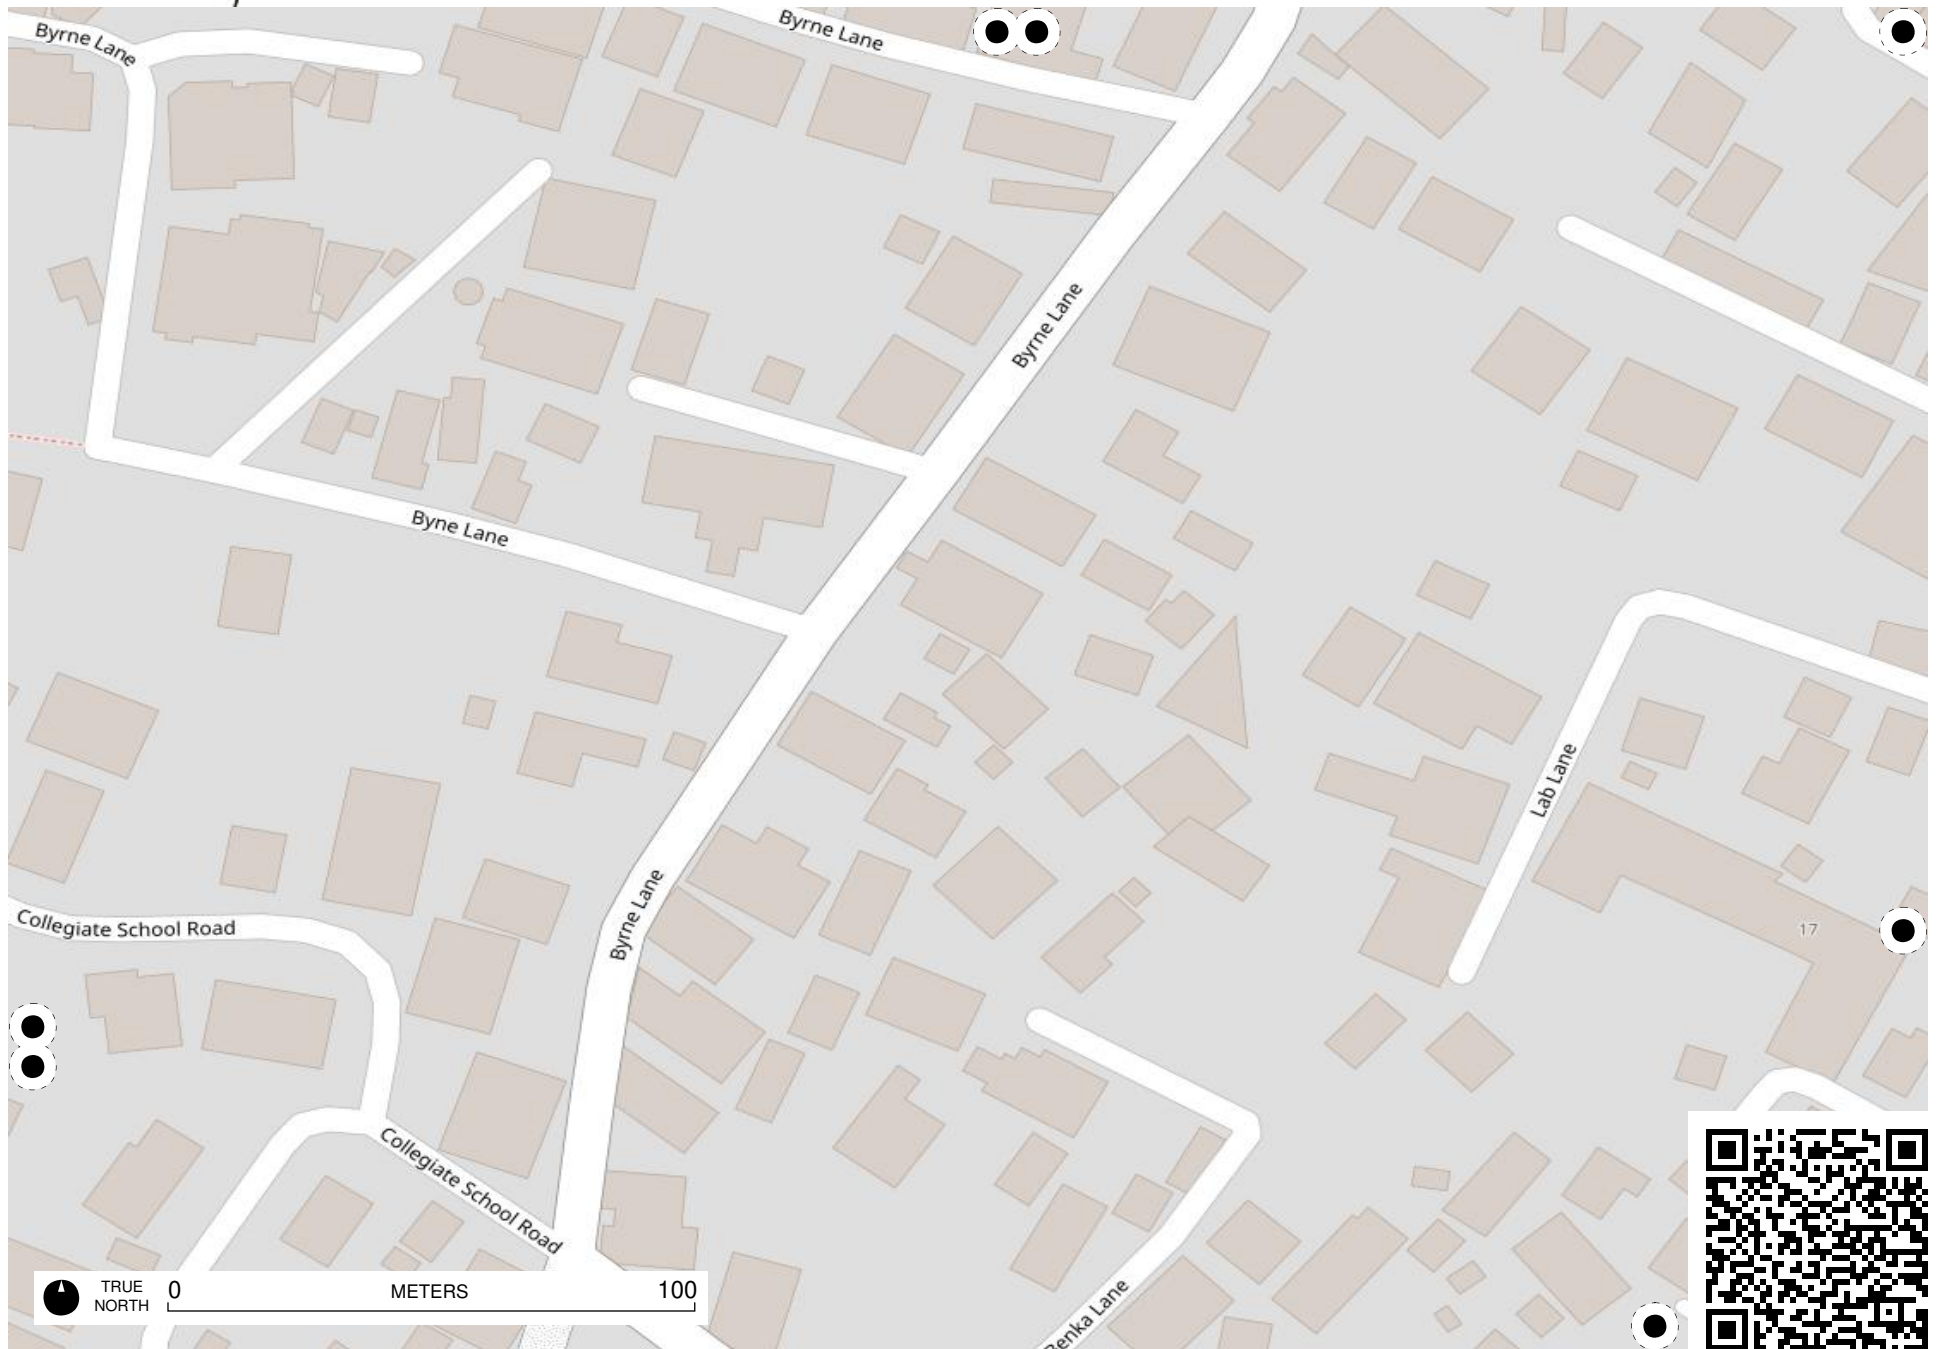 Byrne Lane
Byrne Lane
Byrne Lane
Byne Lane
Lab Lane
Byrne Lane
Collegiate School Road
17
Collegiate School Road
TRUE
NORTH
0
METERS
100
Benka Lane